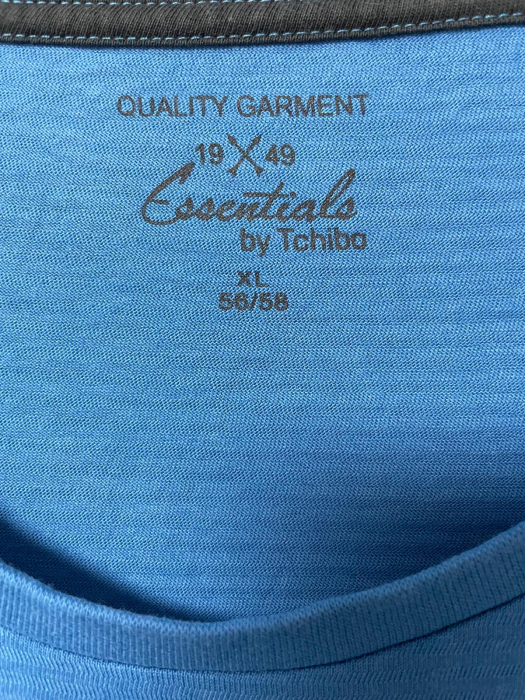 QUALITY GARMENT
19 49
Essentials
by Tchibo
XL
56/58